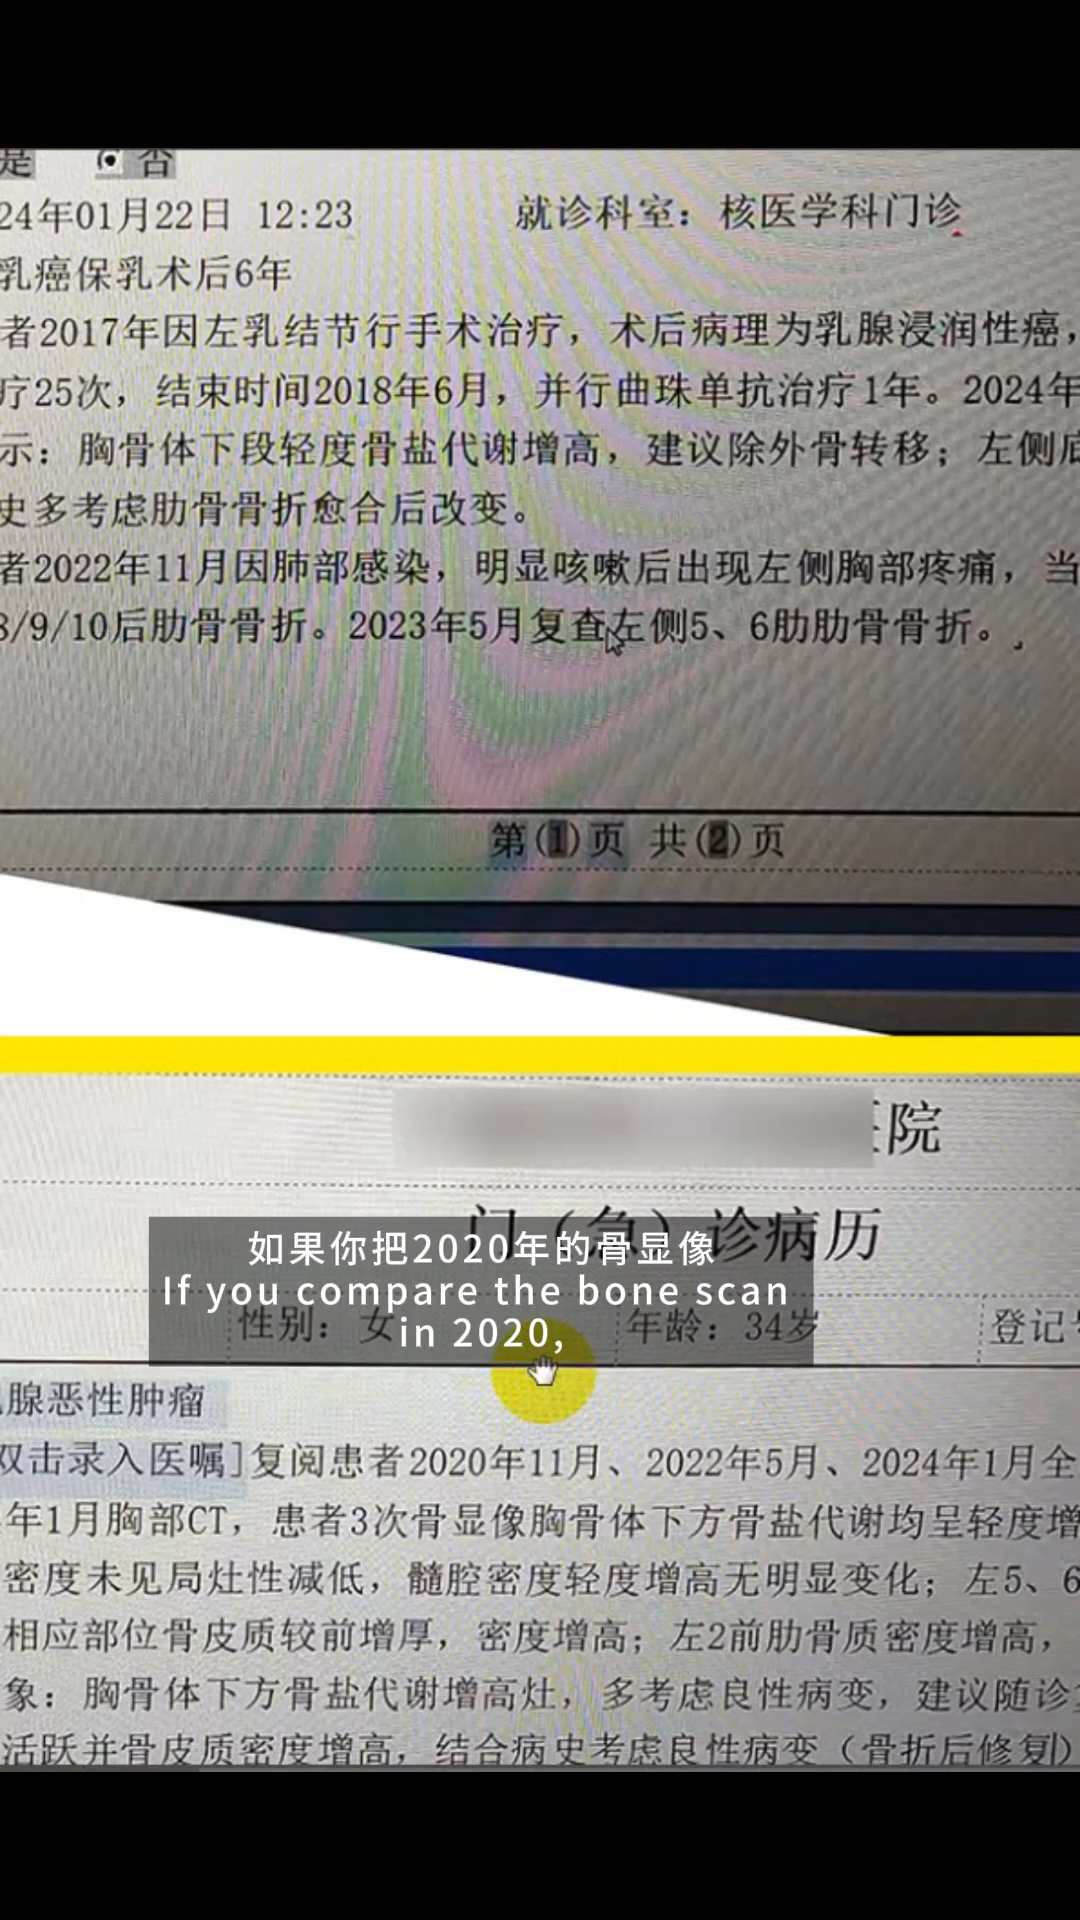 是 否
24年01月22日 12:23 就诊科室：核医学科门诊
乳癌保乳术后6年
者2017年因左乳结节行手术治疗，术后病理为乳腺浸润性癌，
疗25次，结束时间2018年6月，并行曲珠单抗治疗1年。2024年
示：胸骨体下段轻度骨盐代谢增高，建议除外骨转移；左侧
史多考虑肋骨骨折愈合后改变。
者2022年11月因肺部感染，明显咳嗽后出现左侧胸部疼痛，当
8/9/10后肋骨骨折。2023年5月复查左侧5、6肋肋骨骨折。
第(1)页 共(2)页
院
门（急）诊病历
如果你把2020年的骨显像
If you compare the bone scan
in 2020,
性别：女 年龄：34岁 登记
腺恶性肿瘤
双击录入医嘱]复阅患者2020年11月、2022年5月、2024年1月全
年1月胸部CT，患者3次骨显像胸骨体下方骨盐代谢均呈轻度增
密度未见局灶性减低，髓腔密度轻度增高无明显变化；左5、6
相应部位骨皮质较前增厚，密度增高；左2前肋骨质密度增高，
象：胸骨体下方骨盐代谢增高灶，多考虑良性病变，建议随诊
活跃并骨皮质密度增高，结合病史考虑良性病变（骨折后修复）